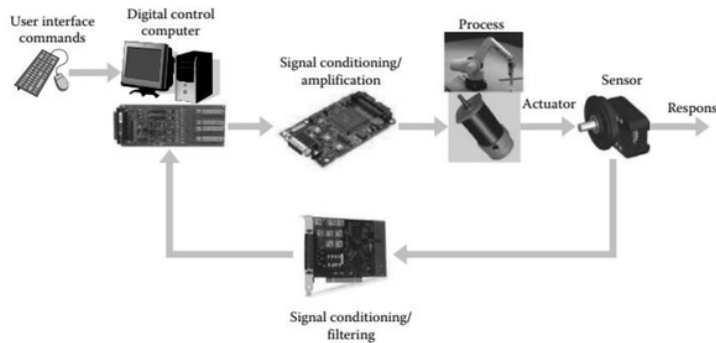 User interface
commands
Digital control
computer
Signal conditioning/
amplification
Process
Actuator
Sensor
Respons
Signal conditioning/
filtering